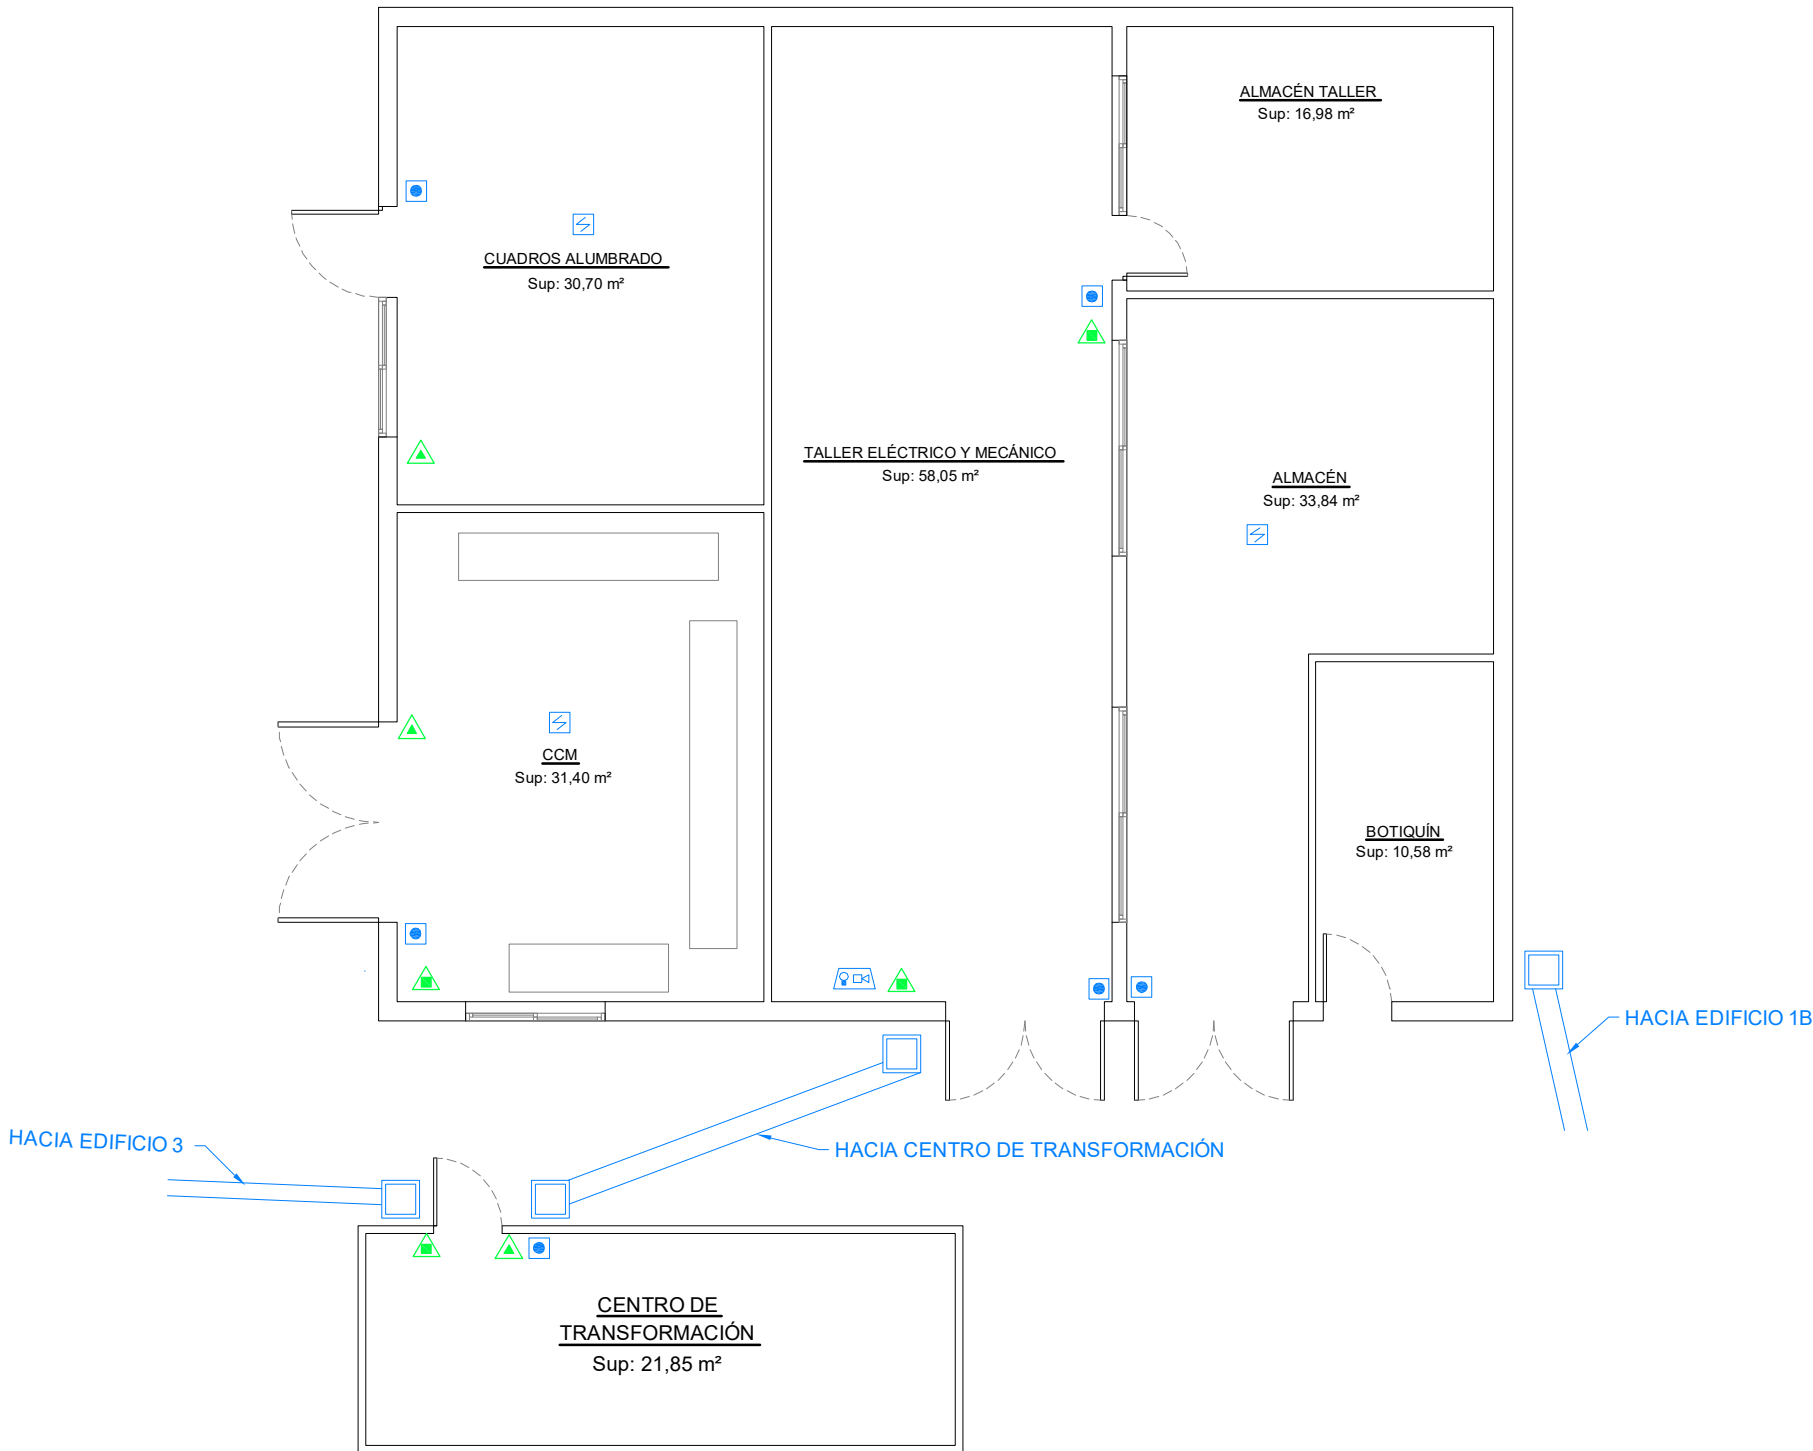 ALMACÉN TALLER
Sup: 16,98 m²
CUADROS ALUMBRADO
Sup: 30,70 m²
TALLER ELÉCTRICO Y MECÁNICO
Sup: 58,05 m²
ALMACÉN
Sup: 33,84 m²
CCM
Sup: 31,40 m²
BOTIQUÍN
Sup: 10,58 m²
HACIA EDIFICIO 1B
HACIA EDIFICIO 3
HACIA CENTRO DE TRANSFORMACIÓN
CENTRO DE
TRANSFORMACIÓN
Sup: 21,85 m²